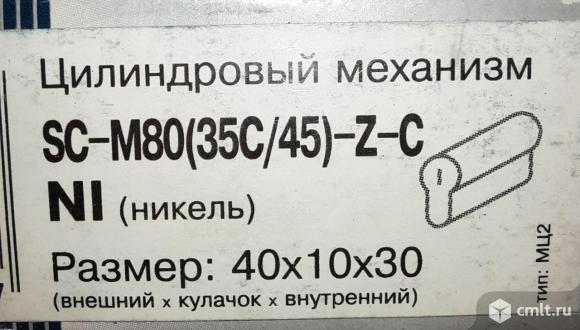 Цилиндровый механизм
SC-M80(35C/45)-Z-C
NI (никель)
Размер: 40x10x30
(внешний x кулачок x внутренний)
тип: МЦ2
cmlt.ru